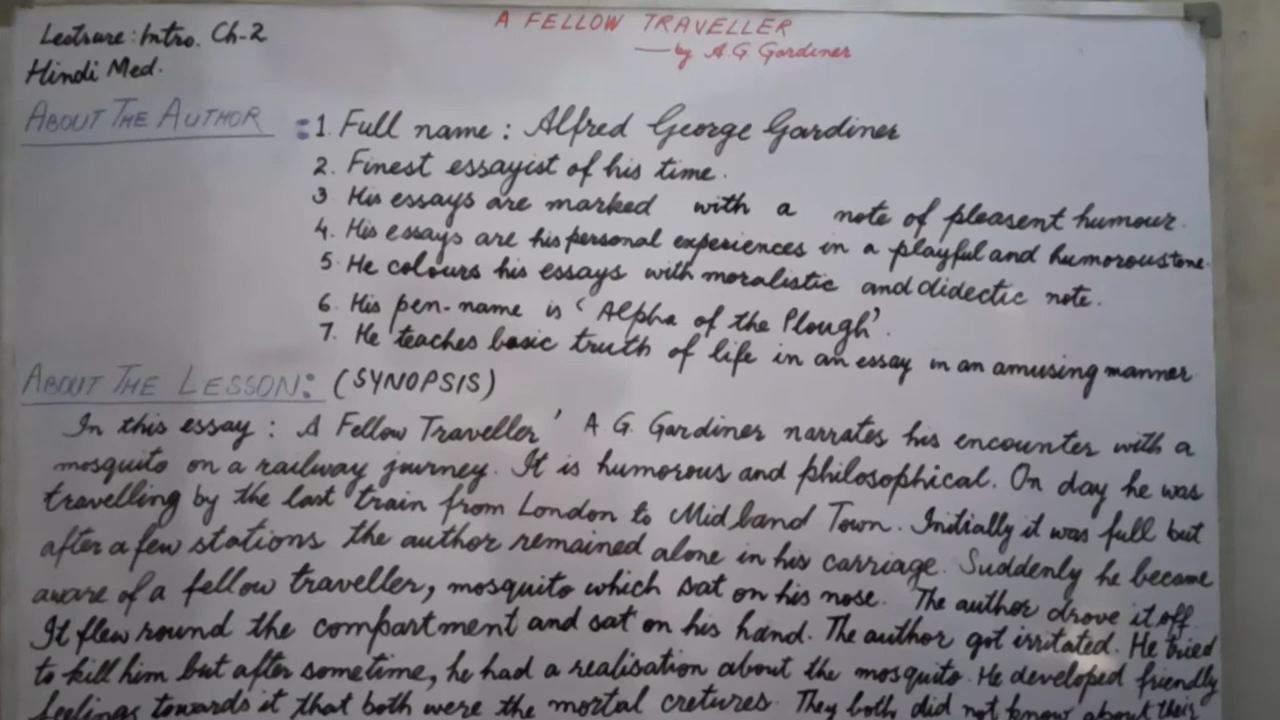 A FELLOW TRAVELLER
— by A.G. Gardiner
Lectrure: Intro. Ch-2
Hindi Med.
ABOUT THE AUTHOR :
1. Full name : Alfred George Gardiner
2. Finest essayist of his time.
3 His essays are marked with a note of pleasent humour.
4. His essays are his personal experiences in a playful and humorous tone.
5. He colours his essays with moralistic and didectic note.
6. His pen-name is 'Alpha of the Plough'.
7. He teaches basic truth of life in an essay in an amusing manner
ABOUT THE LESSON: (SYNOPSIS)
In this essay : A Fellow Traveller' A.G. Gardiner narrates his encounter with a
mosquito on a railway journey. It is humorous and philosophical. On day he was
travelling by the last train from London to Midland Town. Initially it was full but
after a few stations the author remained alone in his carriage. Suddenly he became
aware of a fellow traveller, mosquito which sat on his nose. The author drove it off.
It flew round the compartment and sat on his hand. The author got irritated. He tried
to kill him but after sometime, he had a realisation about the mosquito. He developed friendly
feelings towards it that both were the mortal cretures. They both did not know about their